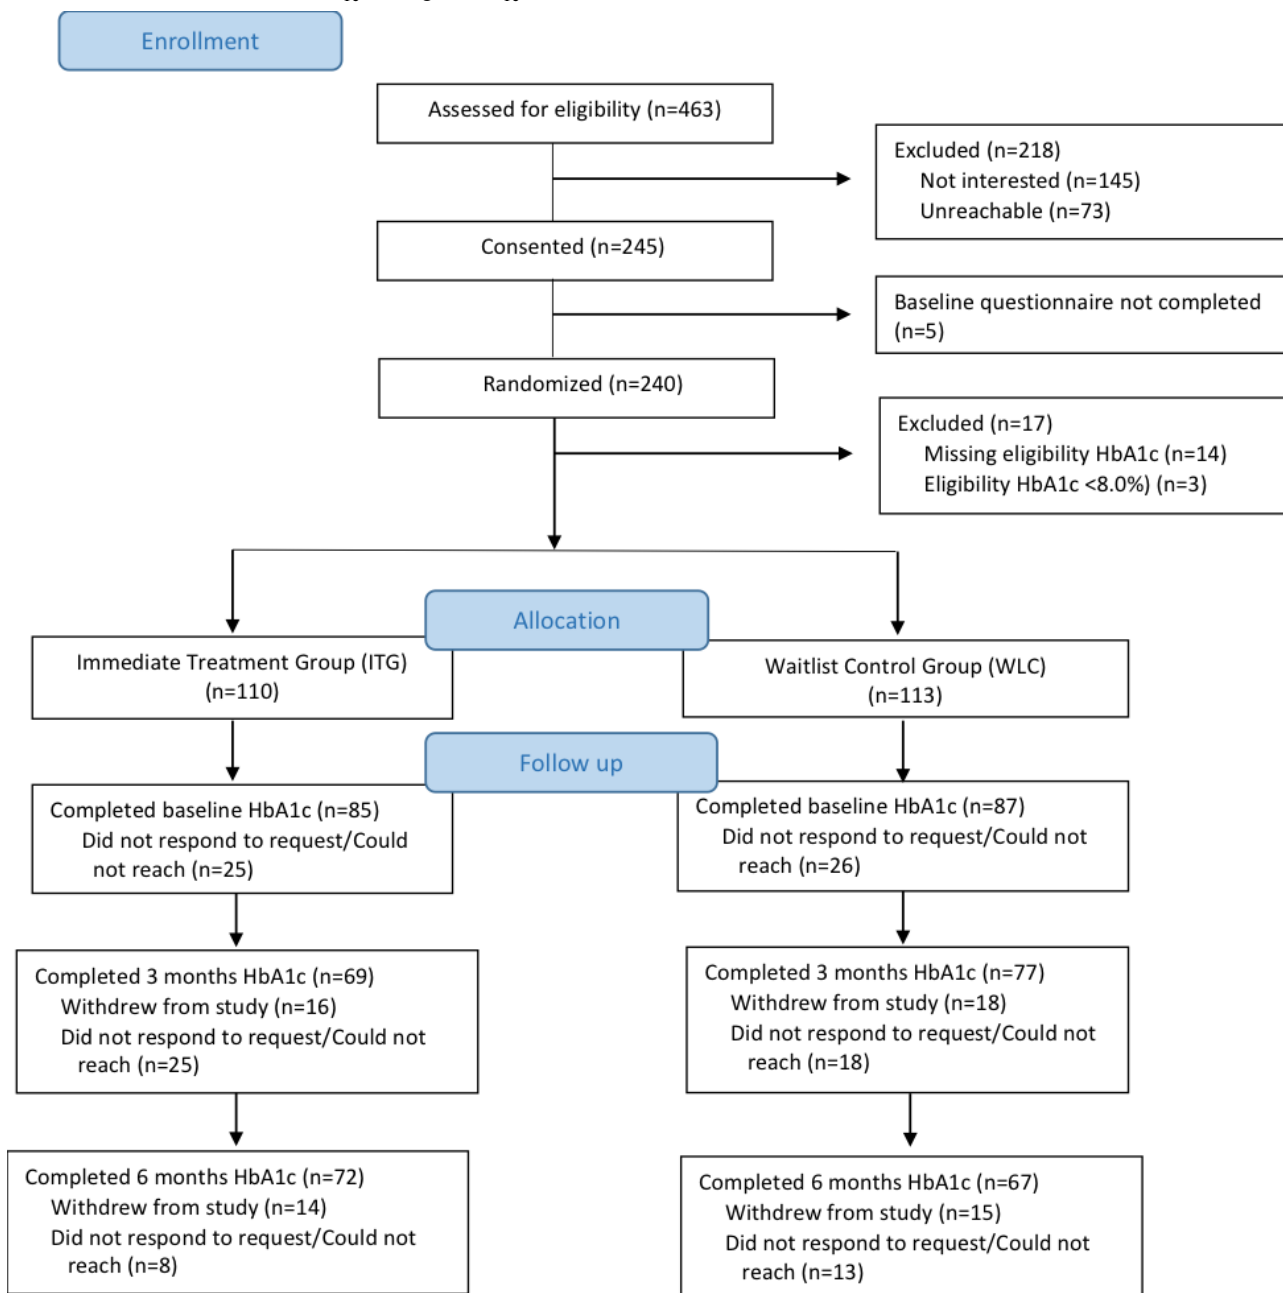 Enrollment
Assessed for eligibility (n=463)
Excluded (n=218)
Not interested (n=145)
Unreachable (n=73)
Consented (n=245)
Baseline questionnaire not completed
(n=5)
Randomized (n=240)
Excluded (n=17)
Missing eligibility HbA1c (n=14)
Eligibility HbA1c <8.0%) (n=3)
Allocation
Immediate Treatment Group (ITG)
(n=110)
Waitlist Control Group (WLC)
(n=113)
Follow up
Completed baseline HbA1c (n=85)
Did not respond to request/Could
not reach (n=25)
Completed baseline HbA1c (n=87)
Did not respond to request/Could not
reach (n=26)
Completed 3 months HbA1c (n=69)
Withdrew from study (n=16)
Did not respond to request/Could not
reach (n=25)
Completed 3 months HbA1c (n=77)
Withdrew from study (n=18)
Did not respond to request/Could not
reach (n=18)
Completed 6 months HbA1c (n=72)
Withdrew from study (n=14)
Did not respond to request/Could not
reach (n=8)
Completed 6 months HbA1c (n=67)
Withdrew from study (n=15)
Did not respond to request/Could not
reach (n=13)